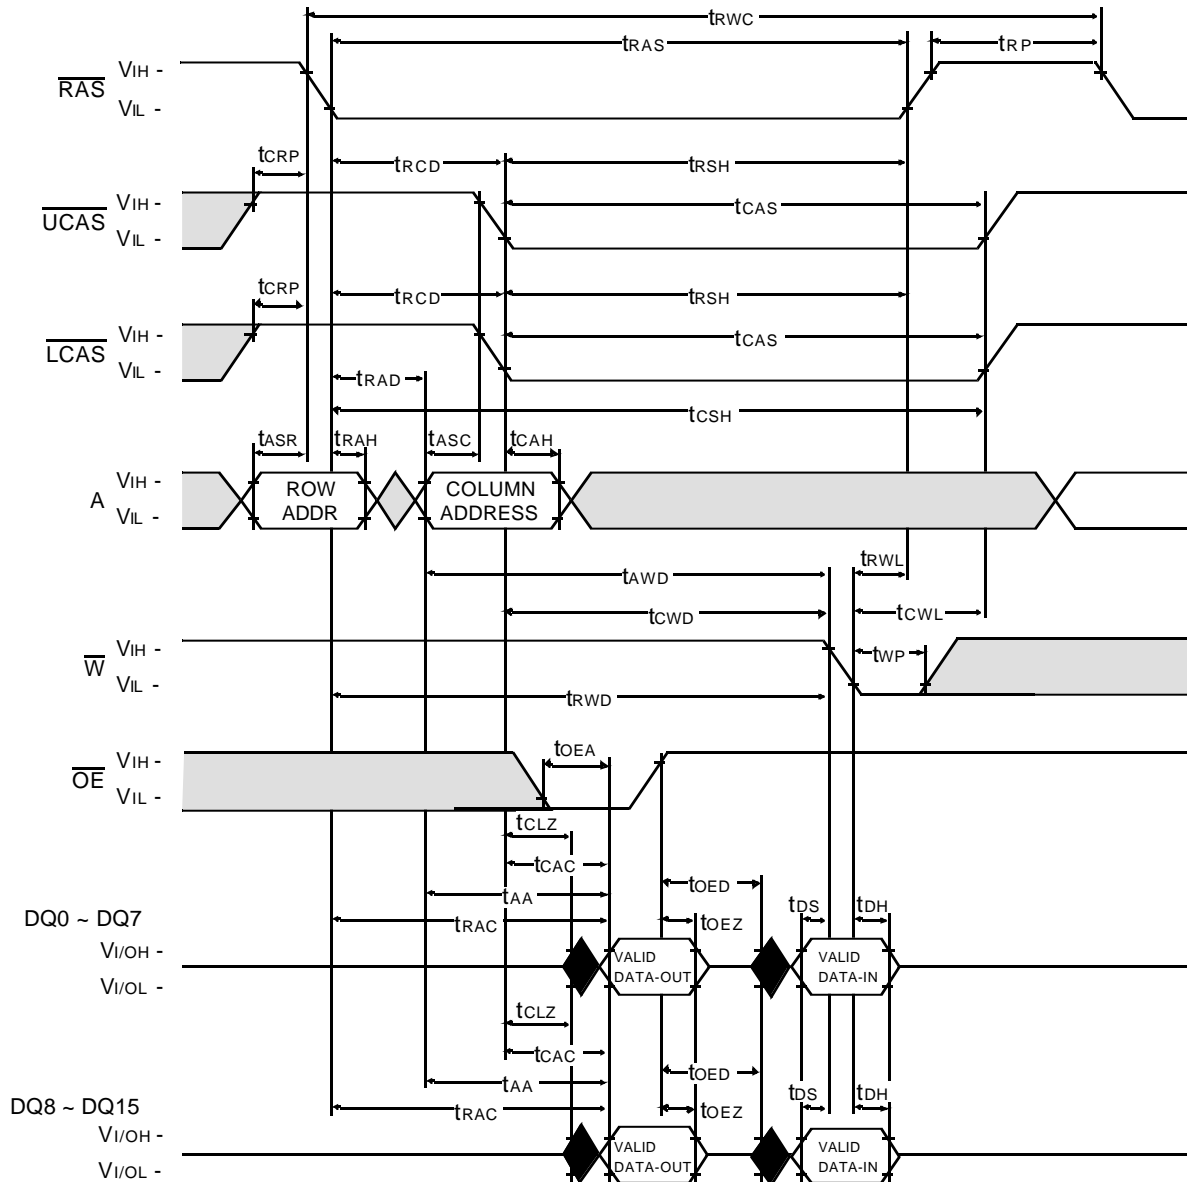 tRWC
tRAS
tRP
RAS
VIH -
VIL -
tCRP
tRCD
tRSH
UCAS
VIH -
VIL -
tCAS
tCRP
tRCD
tRSH
LCAS
VIH -
VIL -
tCAS
tRAD
tCSH
tASR
tRAH
tASC
tCAH
A
VIH -
VIL -
ROW
ADDR
COLUMN
ADDRESS
tAWD
tRWL
tCWD
tCWL
W
VIH -
VIL -
tWP
tRWD
OE
VIH -
VIL -
tOEA
tCLZ
tCAC
tOED
tAA
tDS
tDH
DQ0 ~ DQ7
tRAC
tOEZ
VI/OH -
VI/OL -
VALID
DATA-OUT
VALID
DATA-IN
tCLZ
tCAC
tOED
tAA
tDS
tDH
DQ8 ~ DQ15
tRAC
tOEZ
VI/OH -
VI/OL -
VALID
DATA-OUT
VALID
DATA-IN